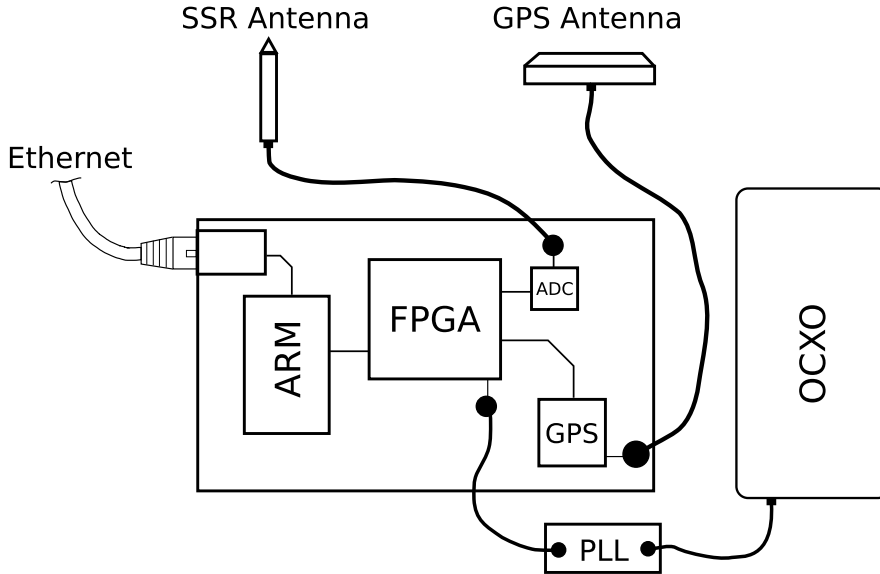 SSR Antenna
GPS Antenna
Ethernet
ADC
FPGA
ARM
OCXO
GPS
PLL